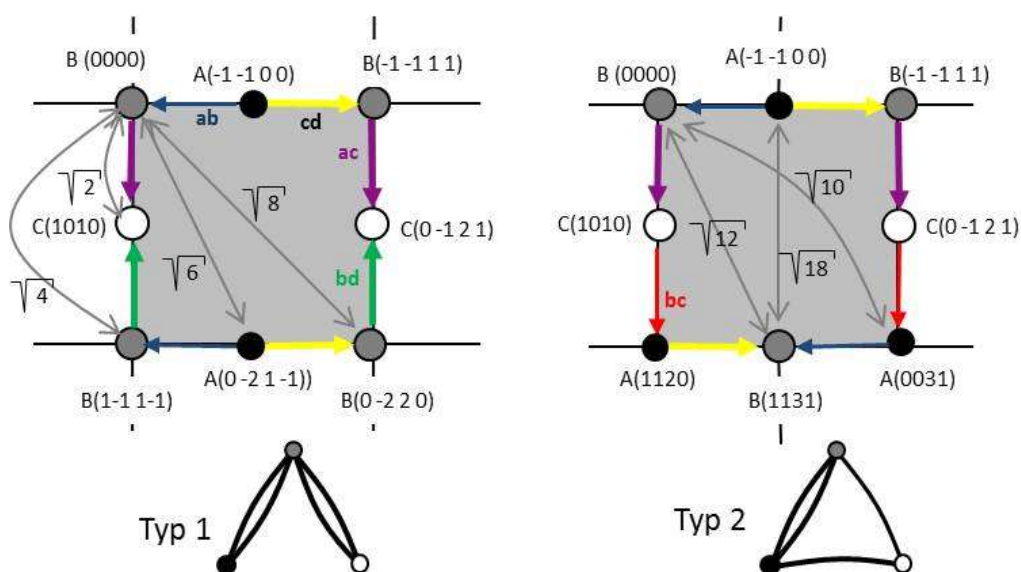 B (0000)
A(-1 -1 0 0)
B(-1 -1 1 1)
ab
cd
ac
√2
√8
C(1010)
C(0 -1 2 1)
√6
√4
bd
B(1-1 1-1)
A(0 -2 1 -1))
B(0 -2 2 0)
Typ 1
A(-1 -1 0 0)
B (0000)
B(-1 -1 1 1)
√10
C(1010)
C(0 -1 2 1)
√12
√18
bc
A(1120)
B(1131)
A(0031)
Typ 2